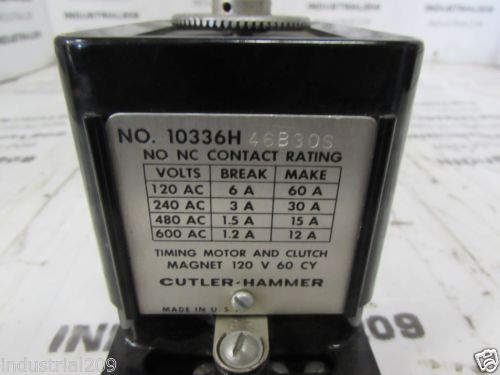 NO. 10336H 46B30S
NO NC CONTACT RATING
VOLTS BREAK MAKE
120 AC 6 A 60 A
240 AC 3 A 30 A
480 AC 1.5 A 15 A
600 AC 1.2 A 12 A
TIMING MOTOR AND CLUTCH
MAGNET 120 V 60 CY
CUTLER-HAMMER
MADE IN U.S.
© industrial209